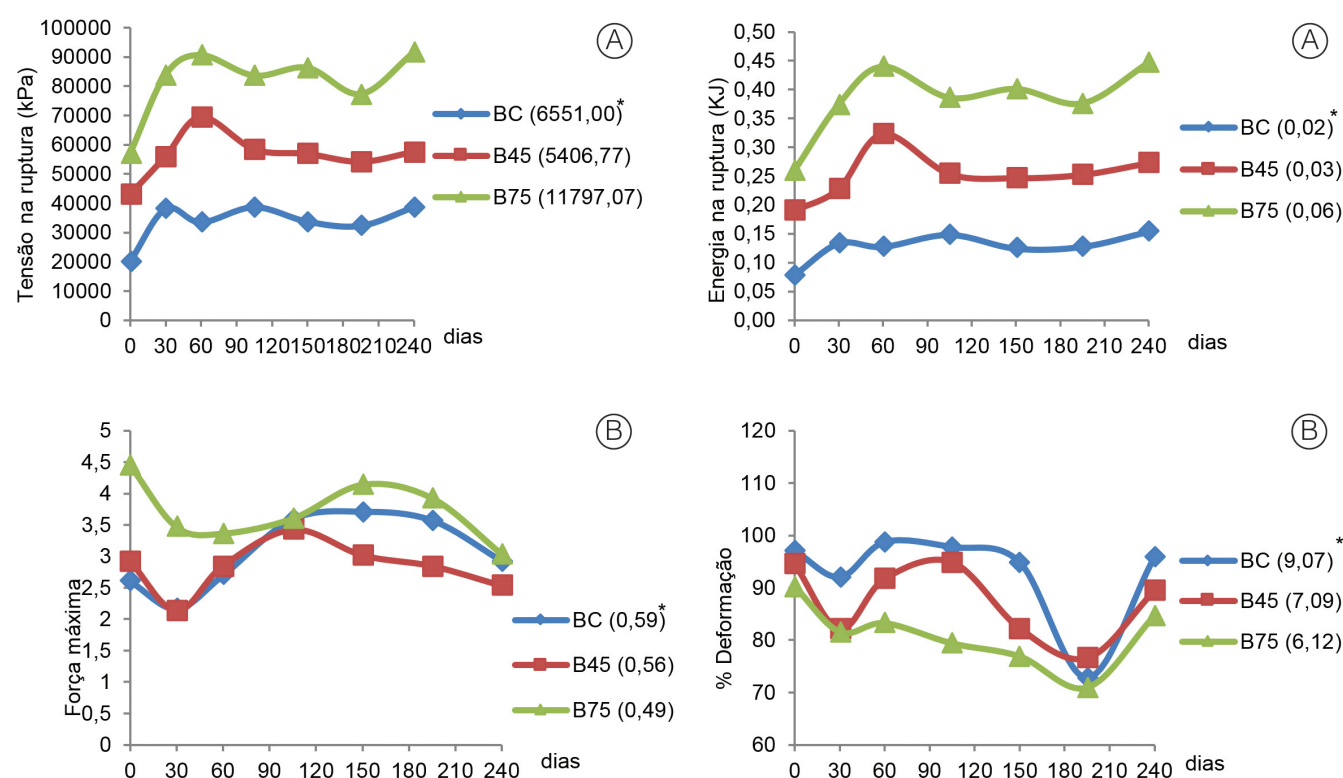 Ⓐ
Tensão na ruptura (kPa)
100000
90000
80000
70000
60000
50000
40000
30000
20000
10000
0
0 30 60 90 120 150 180 210 240 dias
BC (6551,00)*
B45 (5406,77)
B75 (11797,07)
Ⓐ
Energia na ruptura (KJ)
0,50
0,45
0,40
0,35
0,30
0,25
0,20
0,15
0,10
0,05
0,00
0 30 60 90 120 150 180 210 240 dias
BC (0,02)*
B45 (0,03)
B75 (0,06)
Ⓑ
Força máxima
5
4,5
4
3,5
3
2,5
2
1,5
1
0,5
0
0 30 60 90 120 150 180 210 240 dias
BC (0,59)*
B45 (0,56)
B75 (0,49)
Ⓑ
% Deformação
120
110
100
90
80
70
60
0 30 60 90 120 150 180 210 240 dias
BC (9,07)*
B45 (7,09)
B75 (6,12)